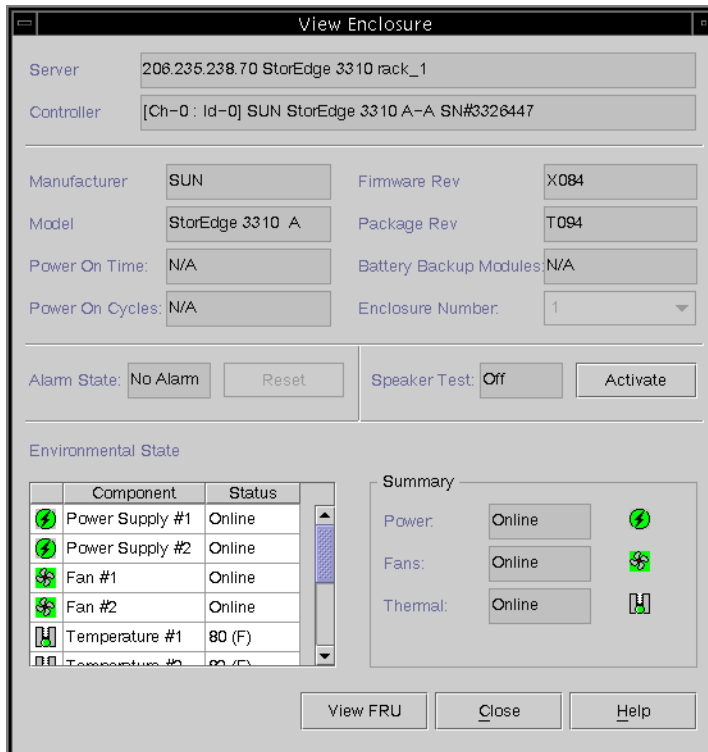 View Enclosure
Server 206.235.238.70 StorEdge 3310 rack_1
Controller [Ch-0 : Id-0] SUN StorEdge 3310 A-A SN#3326447
Manufacturer SUN Firmware Rev X084
Model StorEdge 3310 A Package Rev T094
Power On Time: N/A Battery Backup Modules: N/A
Power On Cycles: N/A Enclosure Number: 1
Alarm State: No Alarm Reset Speaker Test: Off Activate
Environmental State
Component Status
Power Supply #1 Online
Power Supply #2 Online
Fan #1 Online
Fan #2 Online
Temperature #1 80 (F)
Temperature
Summary
Power: Online
Fans: Online
Thermal: Online
View FRU Close Help